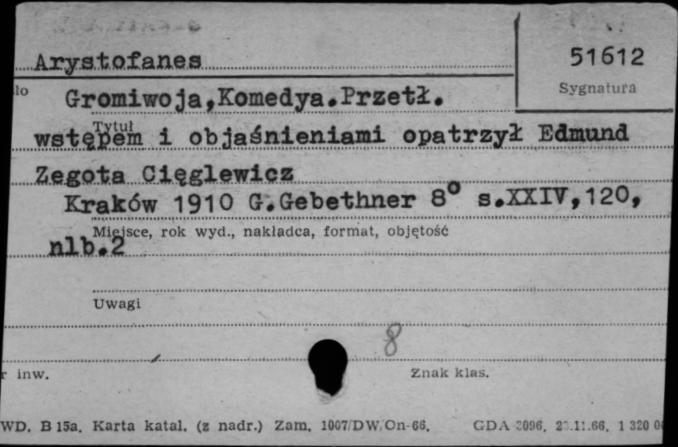 Arystofanes
51612
Sygnatura
Gromiwoja,Komedya.Przetł.
Tytuł
wstępem i objaśnieniami opatrzył Edmund
Zegota Cięglewicz
Kraków 1910 G.Gebethner 8° s.XXIV,120,
Miejsce, rok wyd., nakładca, format, objętość
nlb.2
Uwagi
8
inw.
Znak klas.
WD. B 15a. Karta katal. (z nadr.) Zam. 1007/DW/On-66. GDA 2096. 1 320